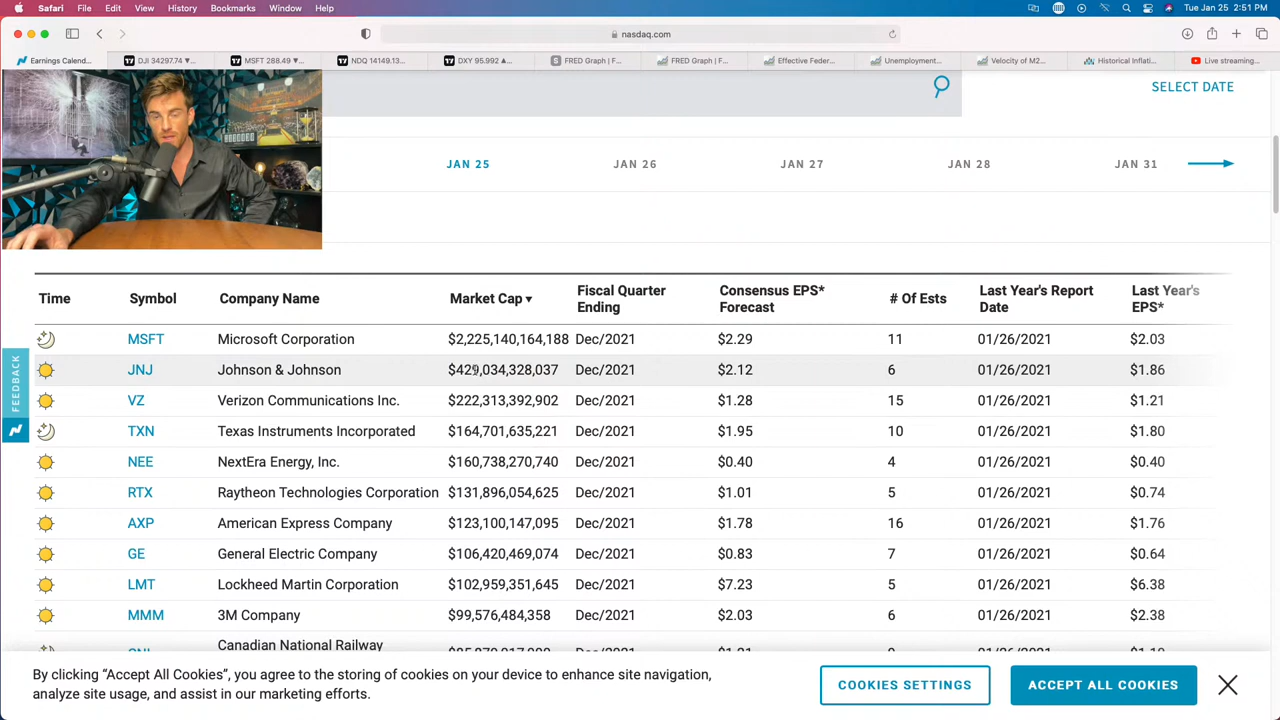 Safari File Edit View History Bookmarks Window Help Tue Jan 25 2:51 PM
nasdaq.com
Earnings Calend... DJI 34297.74 ▼... MSFT 288.49 ▼... NDQ 14149.13... DXY 95.992 ▲... FRED Graph | F... FRED Graph | F... Effective Feder... Unemployment... Velocity of M2... Historical Inflati... Live streaming...
SELECT DATE
JAN 25 JAN 26 JAN 27 JAN 28 JAN 31
Time Symbol Company Name Market Cap ▼ Fiscal Quarter Ending Consensus EPS* Forecast # Of Ests Last Year's Report Date Last Year's EPS*
MSFT Microsoft Corporation $2,225,140,164,188 Dec/2021 $2.29 11 01/26/2021 $2.03
JNJ Johnson & Johnson $429,034,328,037 Dec/2021 $2.12 6 01/26/2021 $1.86
VZ Verizon Communications Inc. $222,313,392,902 Dec/2021 $1.28 15 01/26/2021 $1.21
TXN Texas Instruments Incorporated $164,701,635,221 Dec/2021 $1.95 10 01/26/2021 $1.80
NEE NextEra Energy, Inc. $160,738,270,740 Dec/2021 $0.40 4 01/26/2021 $0.40
RTX Raytheon Technologies Corporation $131,896,054,625 Dec/2021 $1.01 5 01/26/2021 $0.74
AXP American Express Company $123,100,147,095 Dec/2021 $1.78 16 01/26/2021 $1.76
GE General Electric Company $106,420,469,074 Dec/2021 $0.83 7 01/26/2021 $0.64
LMT Lockheed Martin Corporation $102,959,351,645 Dec/2021 $7.23 5 01/26/2021 $6.38
MMM 3M Company $99,576,484,358 Dec/2021 $2.03 6 01/26/2021 $2.38
Canadian National Railway
FEEDBACK
By clicking “Accept All Cookies”, you agree to the storing of cookies on your device to enhance site navigation,
analyze site usage, and assist in our marketing efforts.
COOKIES SETTINGS
ACCEPT ALL COOKIES